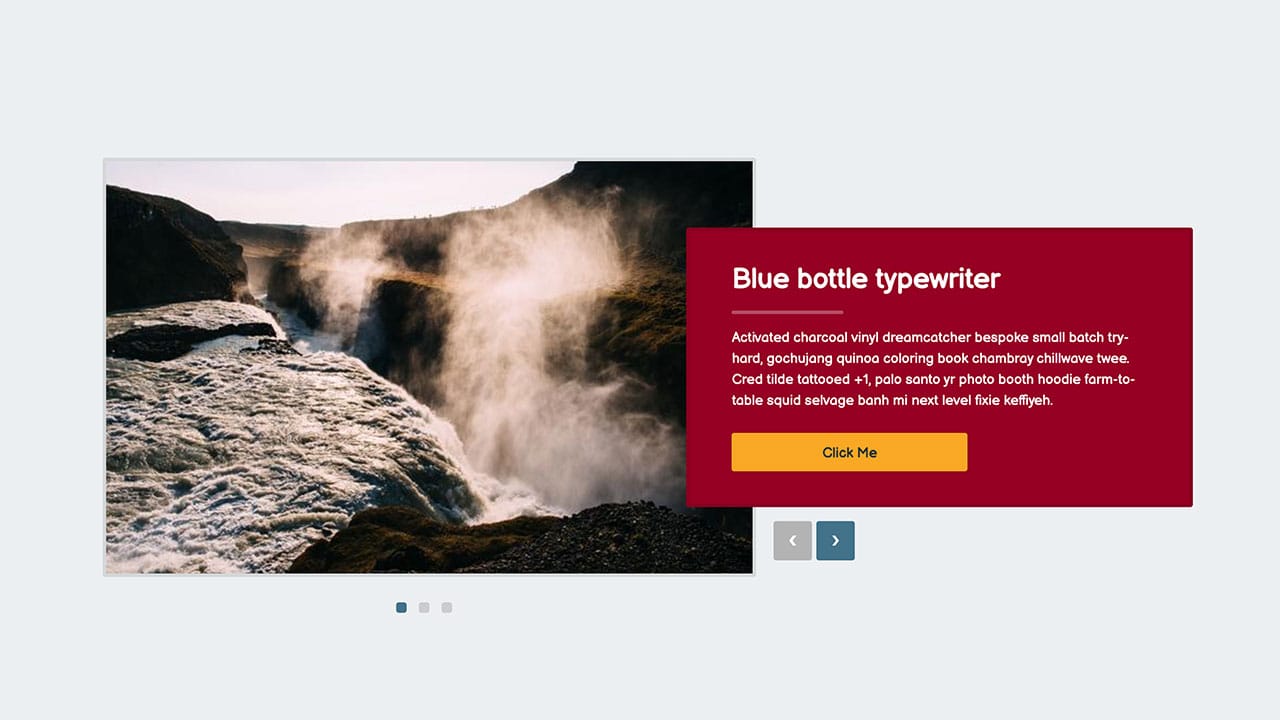 Blue bottle typewriter
Activated charcoal vinyl dreamcatcher bespoke small batch try-
hard, gochujang quinoa coloring book chambray chillwave twee.
Cred tilde tattooed +1, palo santo yr photo booth hoodie farm-to-
table squid selvage banh mi next level fixie keffiyeh.
Click Me